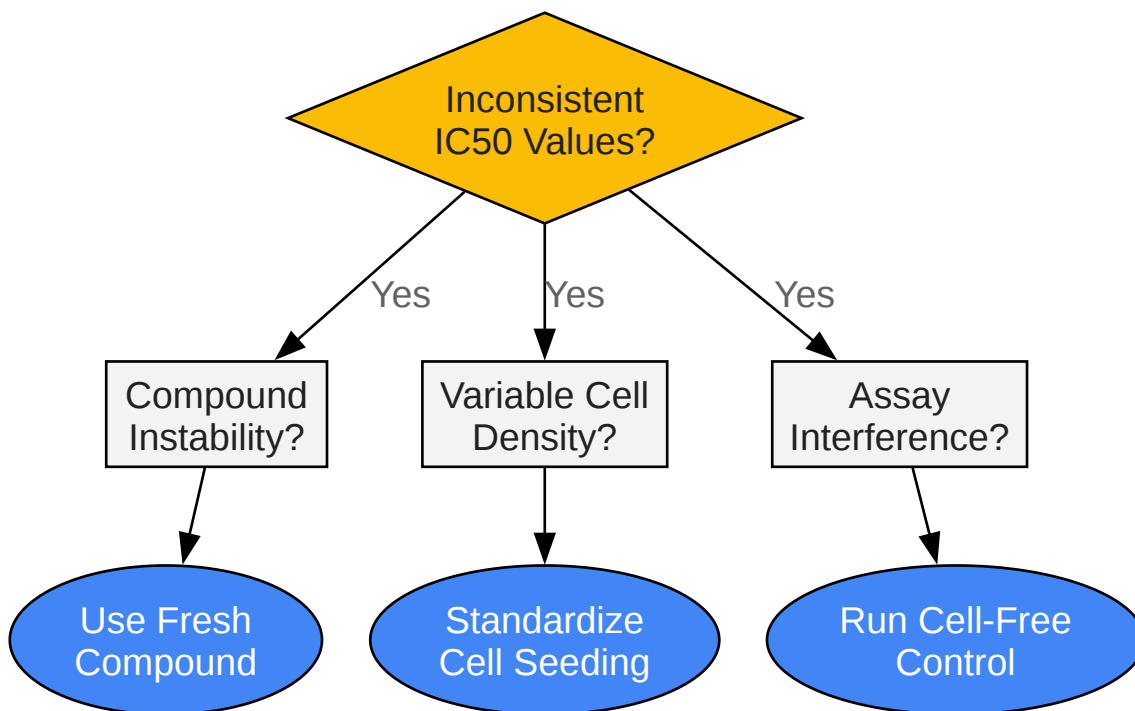 Inconsistent
IC50 Values?
Yes
Yes
Yes
Compound
Instability?
Variable Cell
Density?
Assay
Interference?
Use Fresh
Compound
Standardize
Cell Seeding
Run Cell-Free
Control